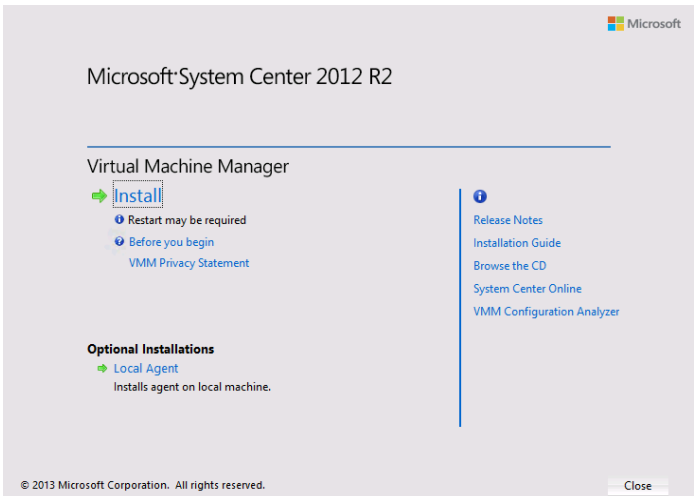 Microsoft
Microsoft System Center 2012 R2
Virtual Machine Manager
Install
Restart may be required
Before you begin
VMM Privacy Statement
Release Notes
Installation Guide
Browse the CD
System Center Online
VMM Configuration Analyzer
Optional Installations
Local Agent
Installs agent on local machine.
© 2013 Microsoft Corporation. All rights reserved.
Close